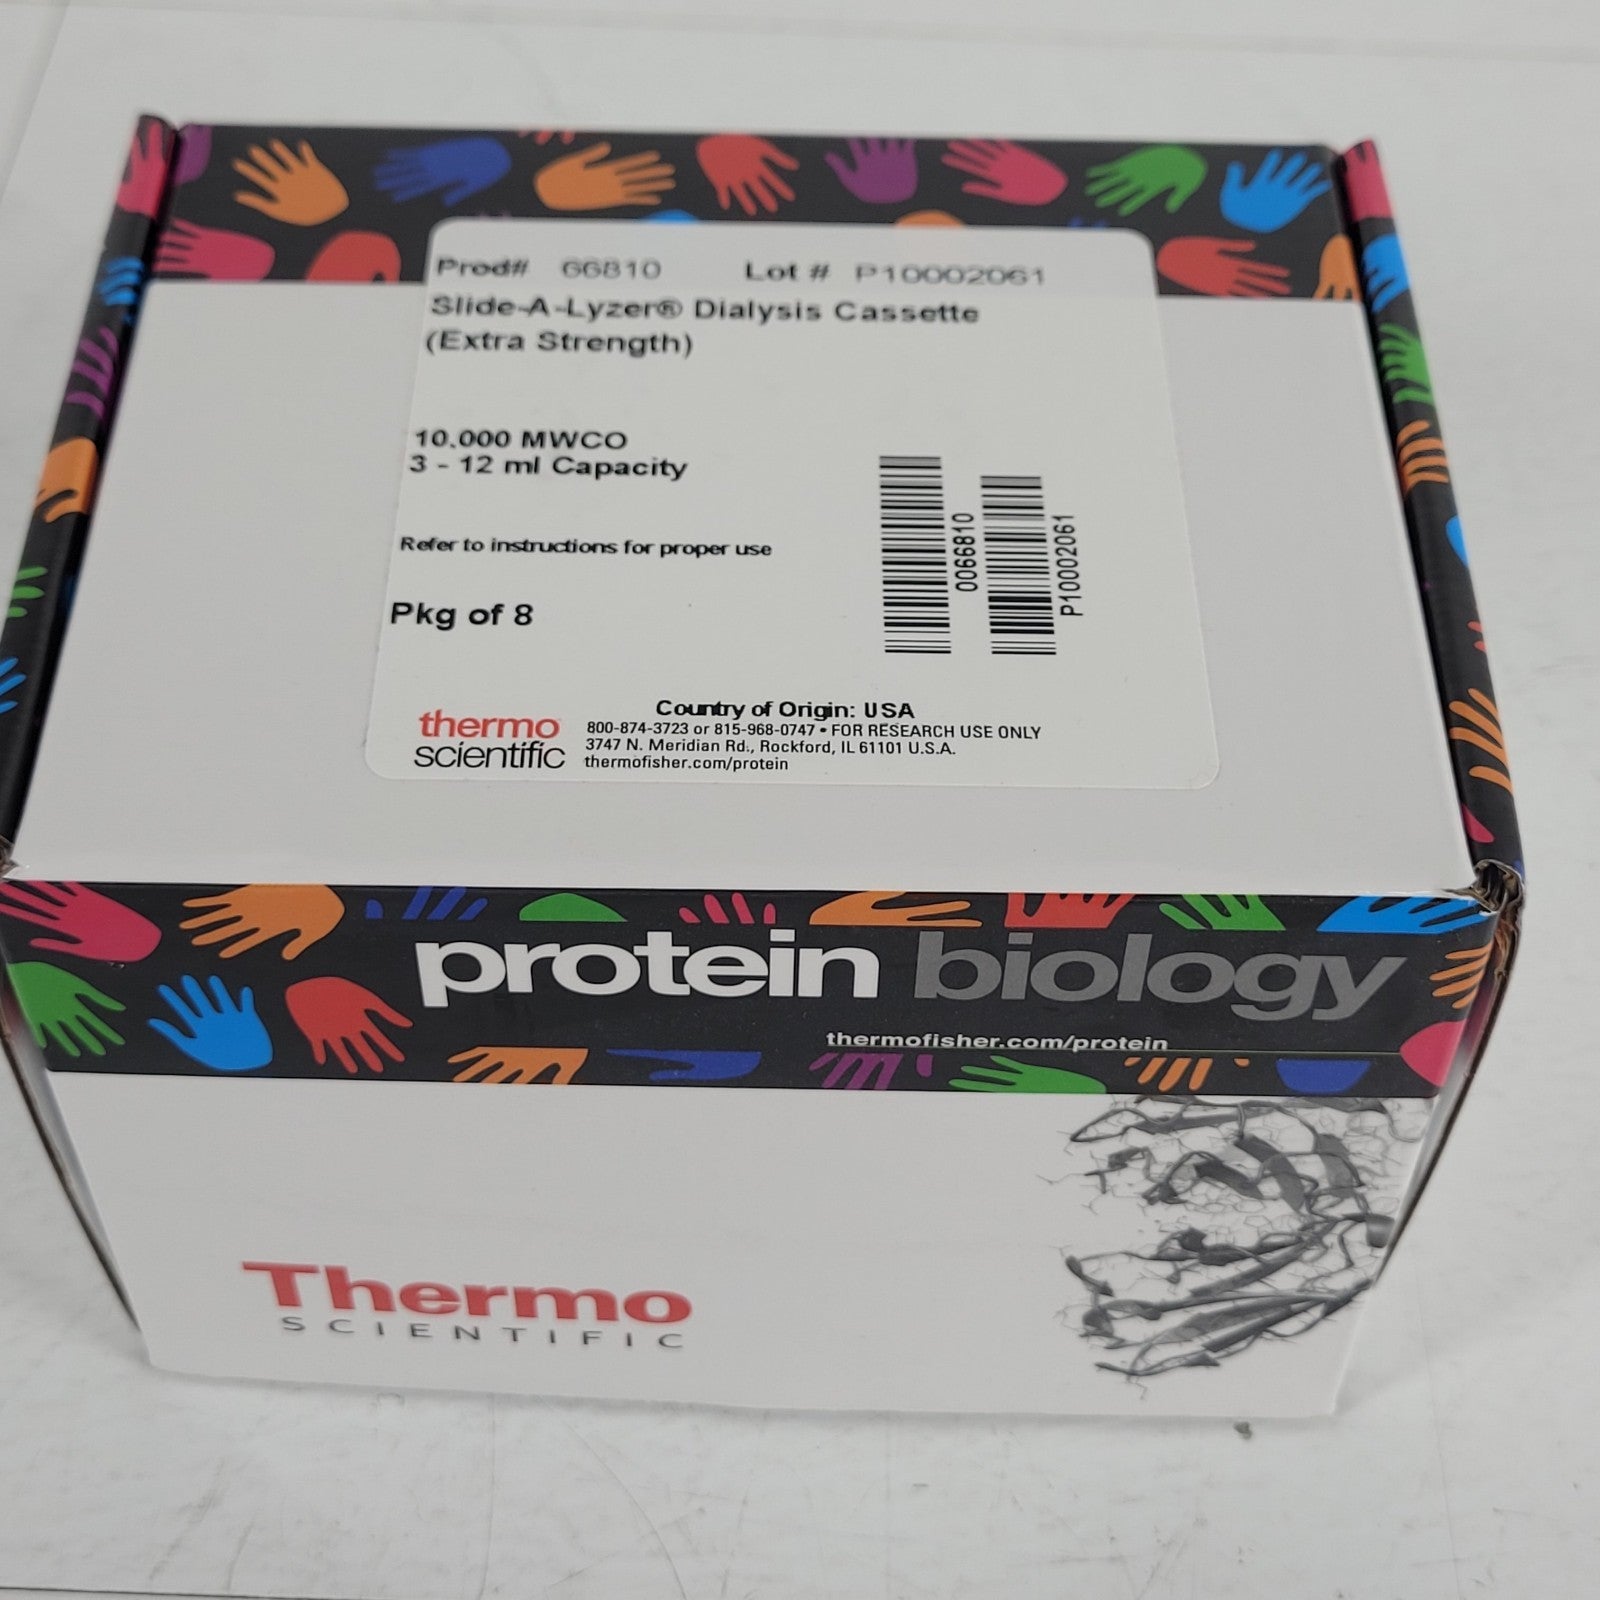 Prod# 66810 Lot # P10002061
Slide-A-Lyzer® Dialysis Cassette
(Extra Strength)
10,000 MWCO
3 - 12 ml Capacity
Refer to instructions for proper use
Pkg of 8
0066810
P10002061
Country of Origin: USA
thermo
scientific
800-874-3723 or 815-968-0747 • FOR RESEARCH USE ONLY
3747 N. Meridian Rd., Rockford, IL 61101 U.S.A.
thermofisher.com/protein
protein biology
thermofisher.com/protein
Thermo
SCIENTIFIC